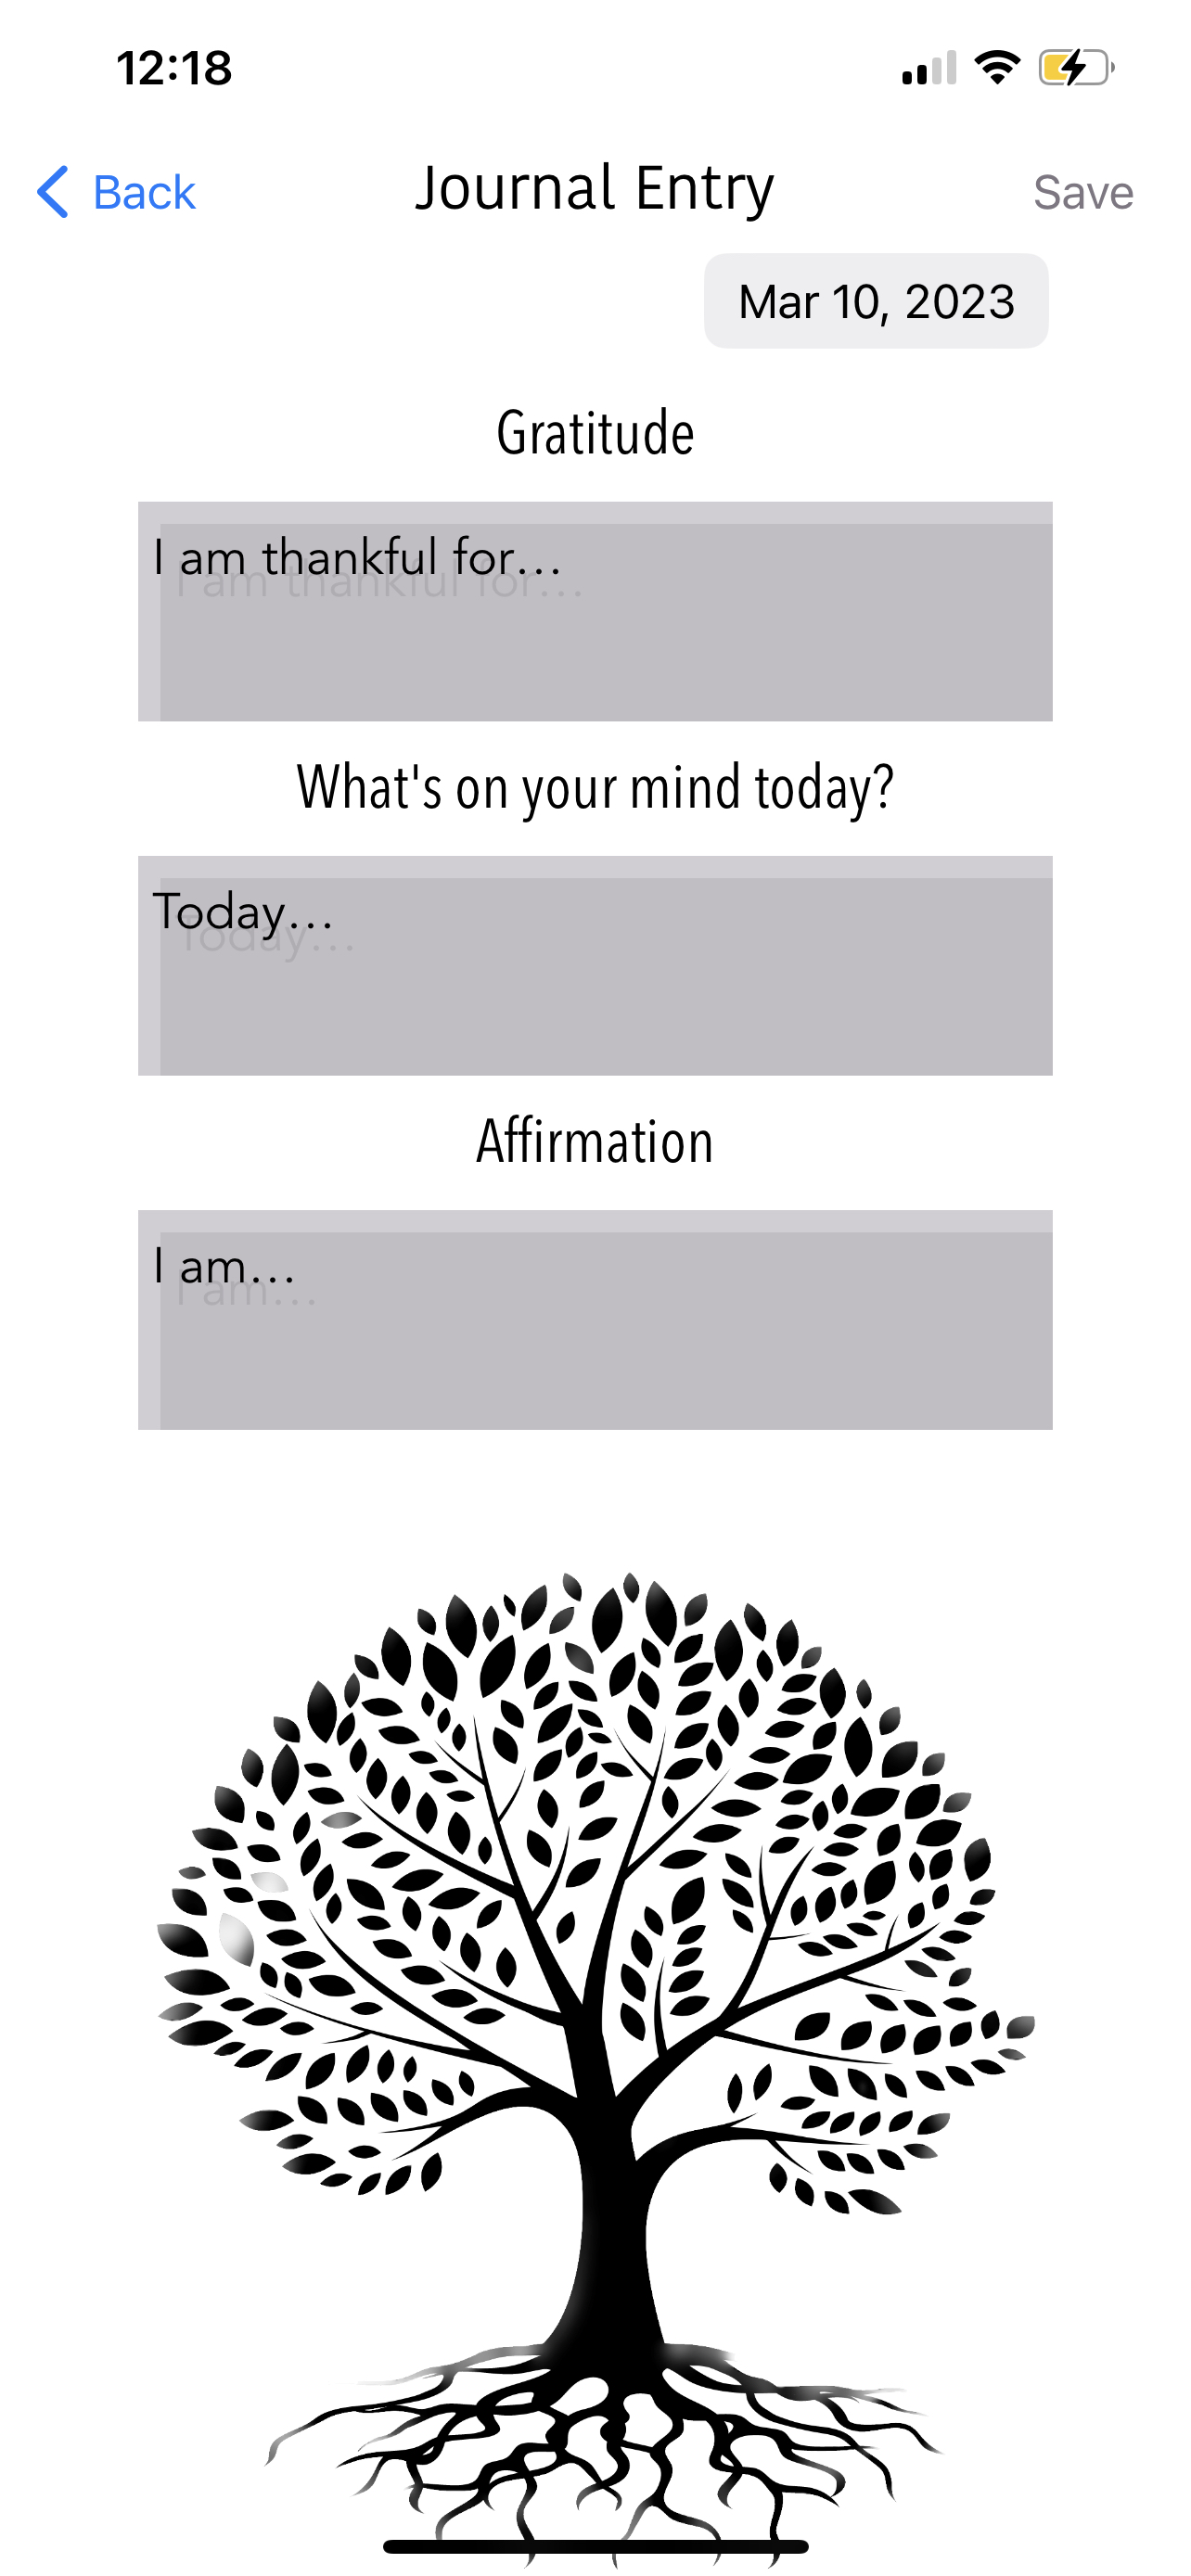 12:18
Back Journal Entry Save
Mar 10, 2023
Gratitude
I am thankful for...
I am thankful for...
What's on your mind today?
Today...
Today...
Affirmation
I am...
I am...